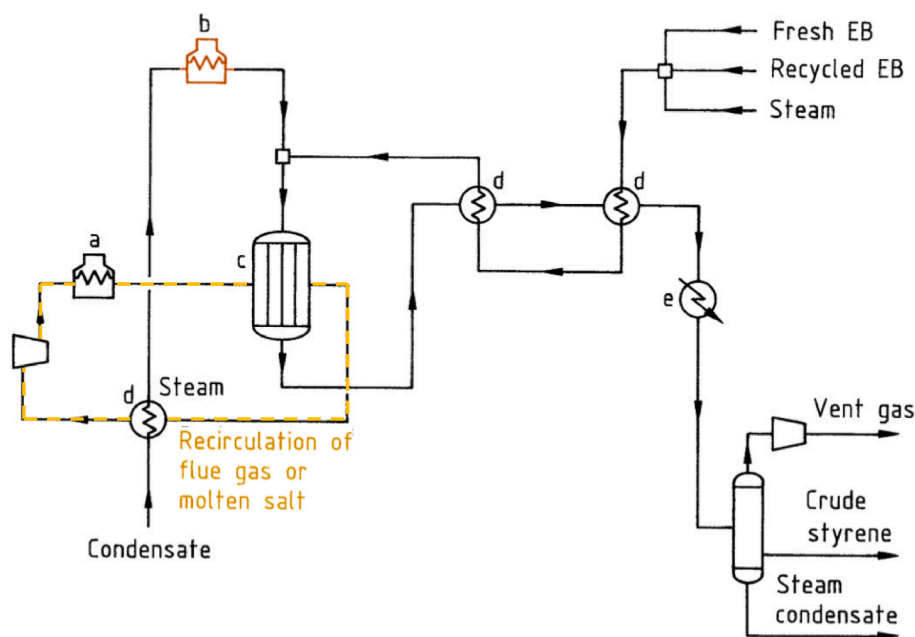 b
Fresh EB
Recycled EB
Steam
d
d
a
c
e
d
Steam
Recirculation of
flue gas or
molten salt
Condensate
Vent gas
Crude
styrene
Steam
condensate